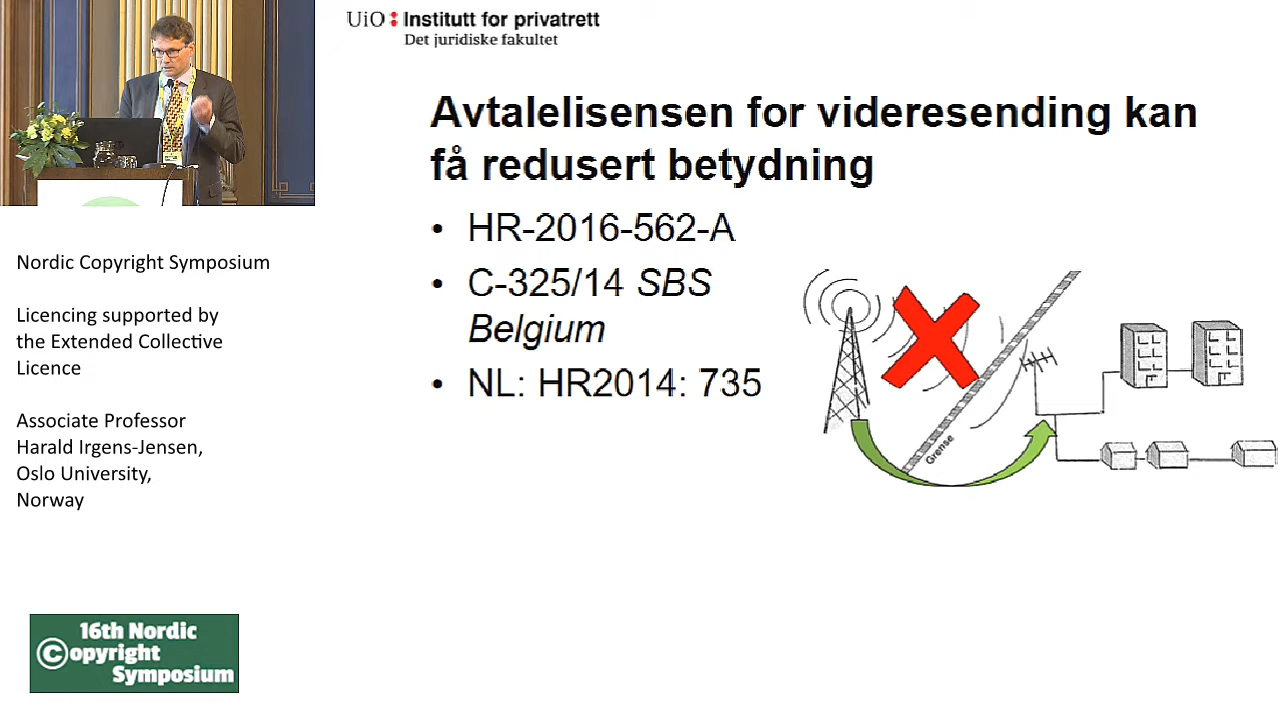 UiO Institutt for privatrett
Det juridiske fakultet
Avtalelisensen for videresending kan
få redusert betydning
• HR-2016-562-A
• C-325/14 SBS
Belgium
• NL: HR2014: 735
Grense
Nordic Copyright Symposium
Licencing supported by
the Extended Collective
Licence
Associate Professor
Harald Irgens-Jensen,
Oslo University,
Norway
16th Nordic
©opyright
Symposium